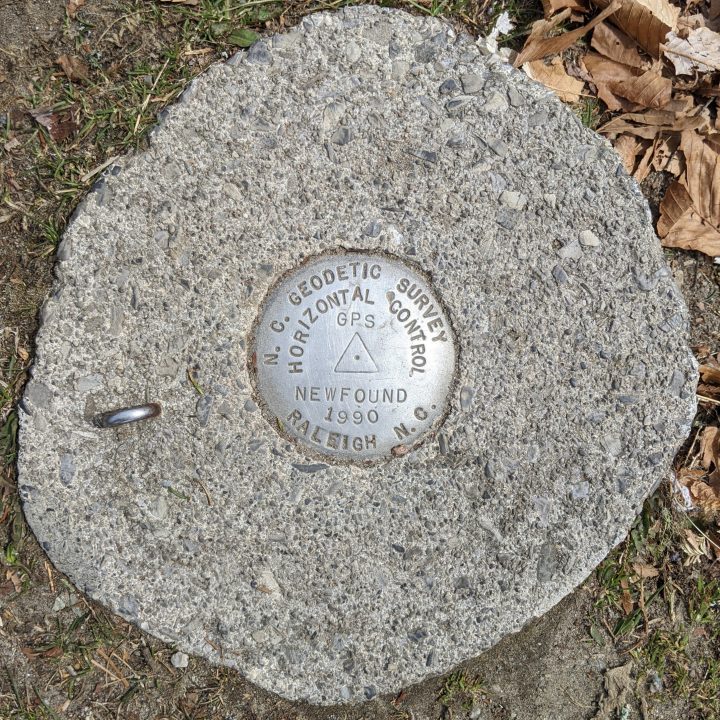 N. C. GEODETIC SURVEY
HORIZONTAL CONTROL
GPS
NEWFOUND
1990
RALEIGH N. C.